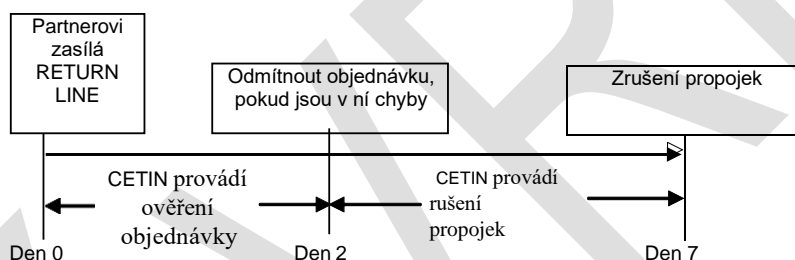 Partnerovi
zasílá
RETURN
LINE
Odmítnout objednávku,
pokud jsou v ní chyby
Zrušení propojek
CETIN provádí
ověření
objednávky
CETIN provádí
rušení
propojek
Den 0
Den 2
Den 7